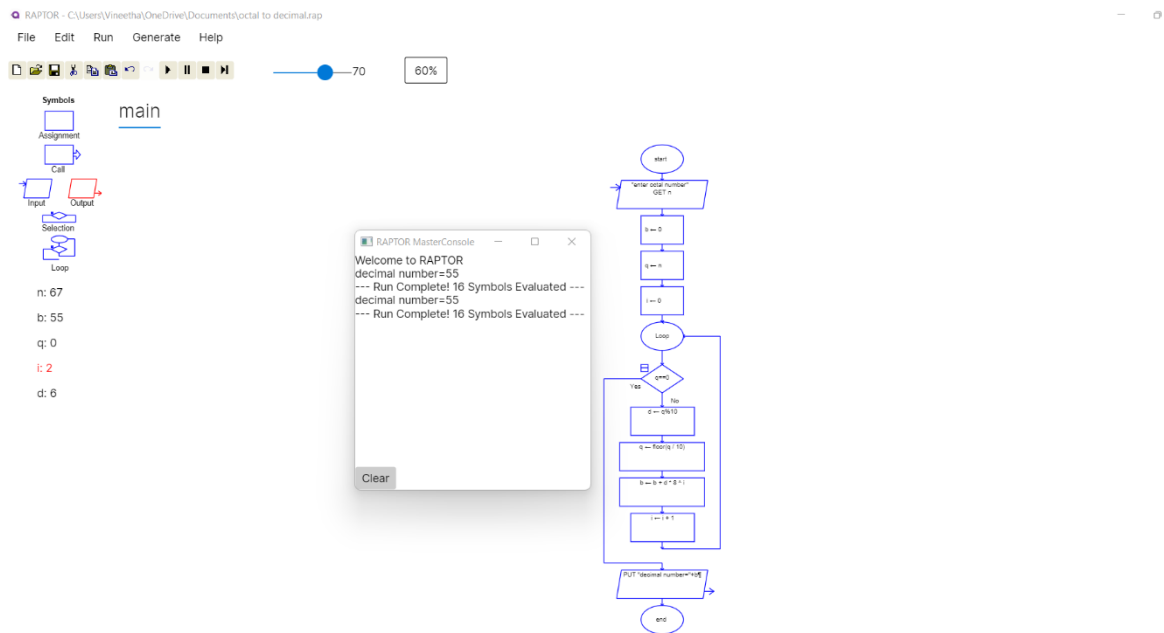 RAPTOR - C:\Users\Vineetha\OneDrive\Documents\octal to decimal.rap
File Edit Run Generate Help
70
60%
Symbols
Assignment
Call
Input Output
Selection
Loop
main
n: 67
b: 55
q: 0
i: 2
d: 6
RAPTOR MasterConsole
Welcome to RAPTOR
decimal number=55
--- Run Complete! 16 Symbols Evaluated ---
decimal number=55
--- Run Complete! 16 Symbols Evaluated ---
Clear
start
"enter octal number"
GET n
b ← 0
q ← n
i ← 0
Loop
q==0
Yes
No
d ← q%10
q ← floor(q / 10)
b ← b + d * 8 ^ i
i ← i + 1
PUT "decimal number="+b¶
end